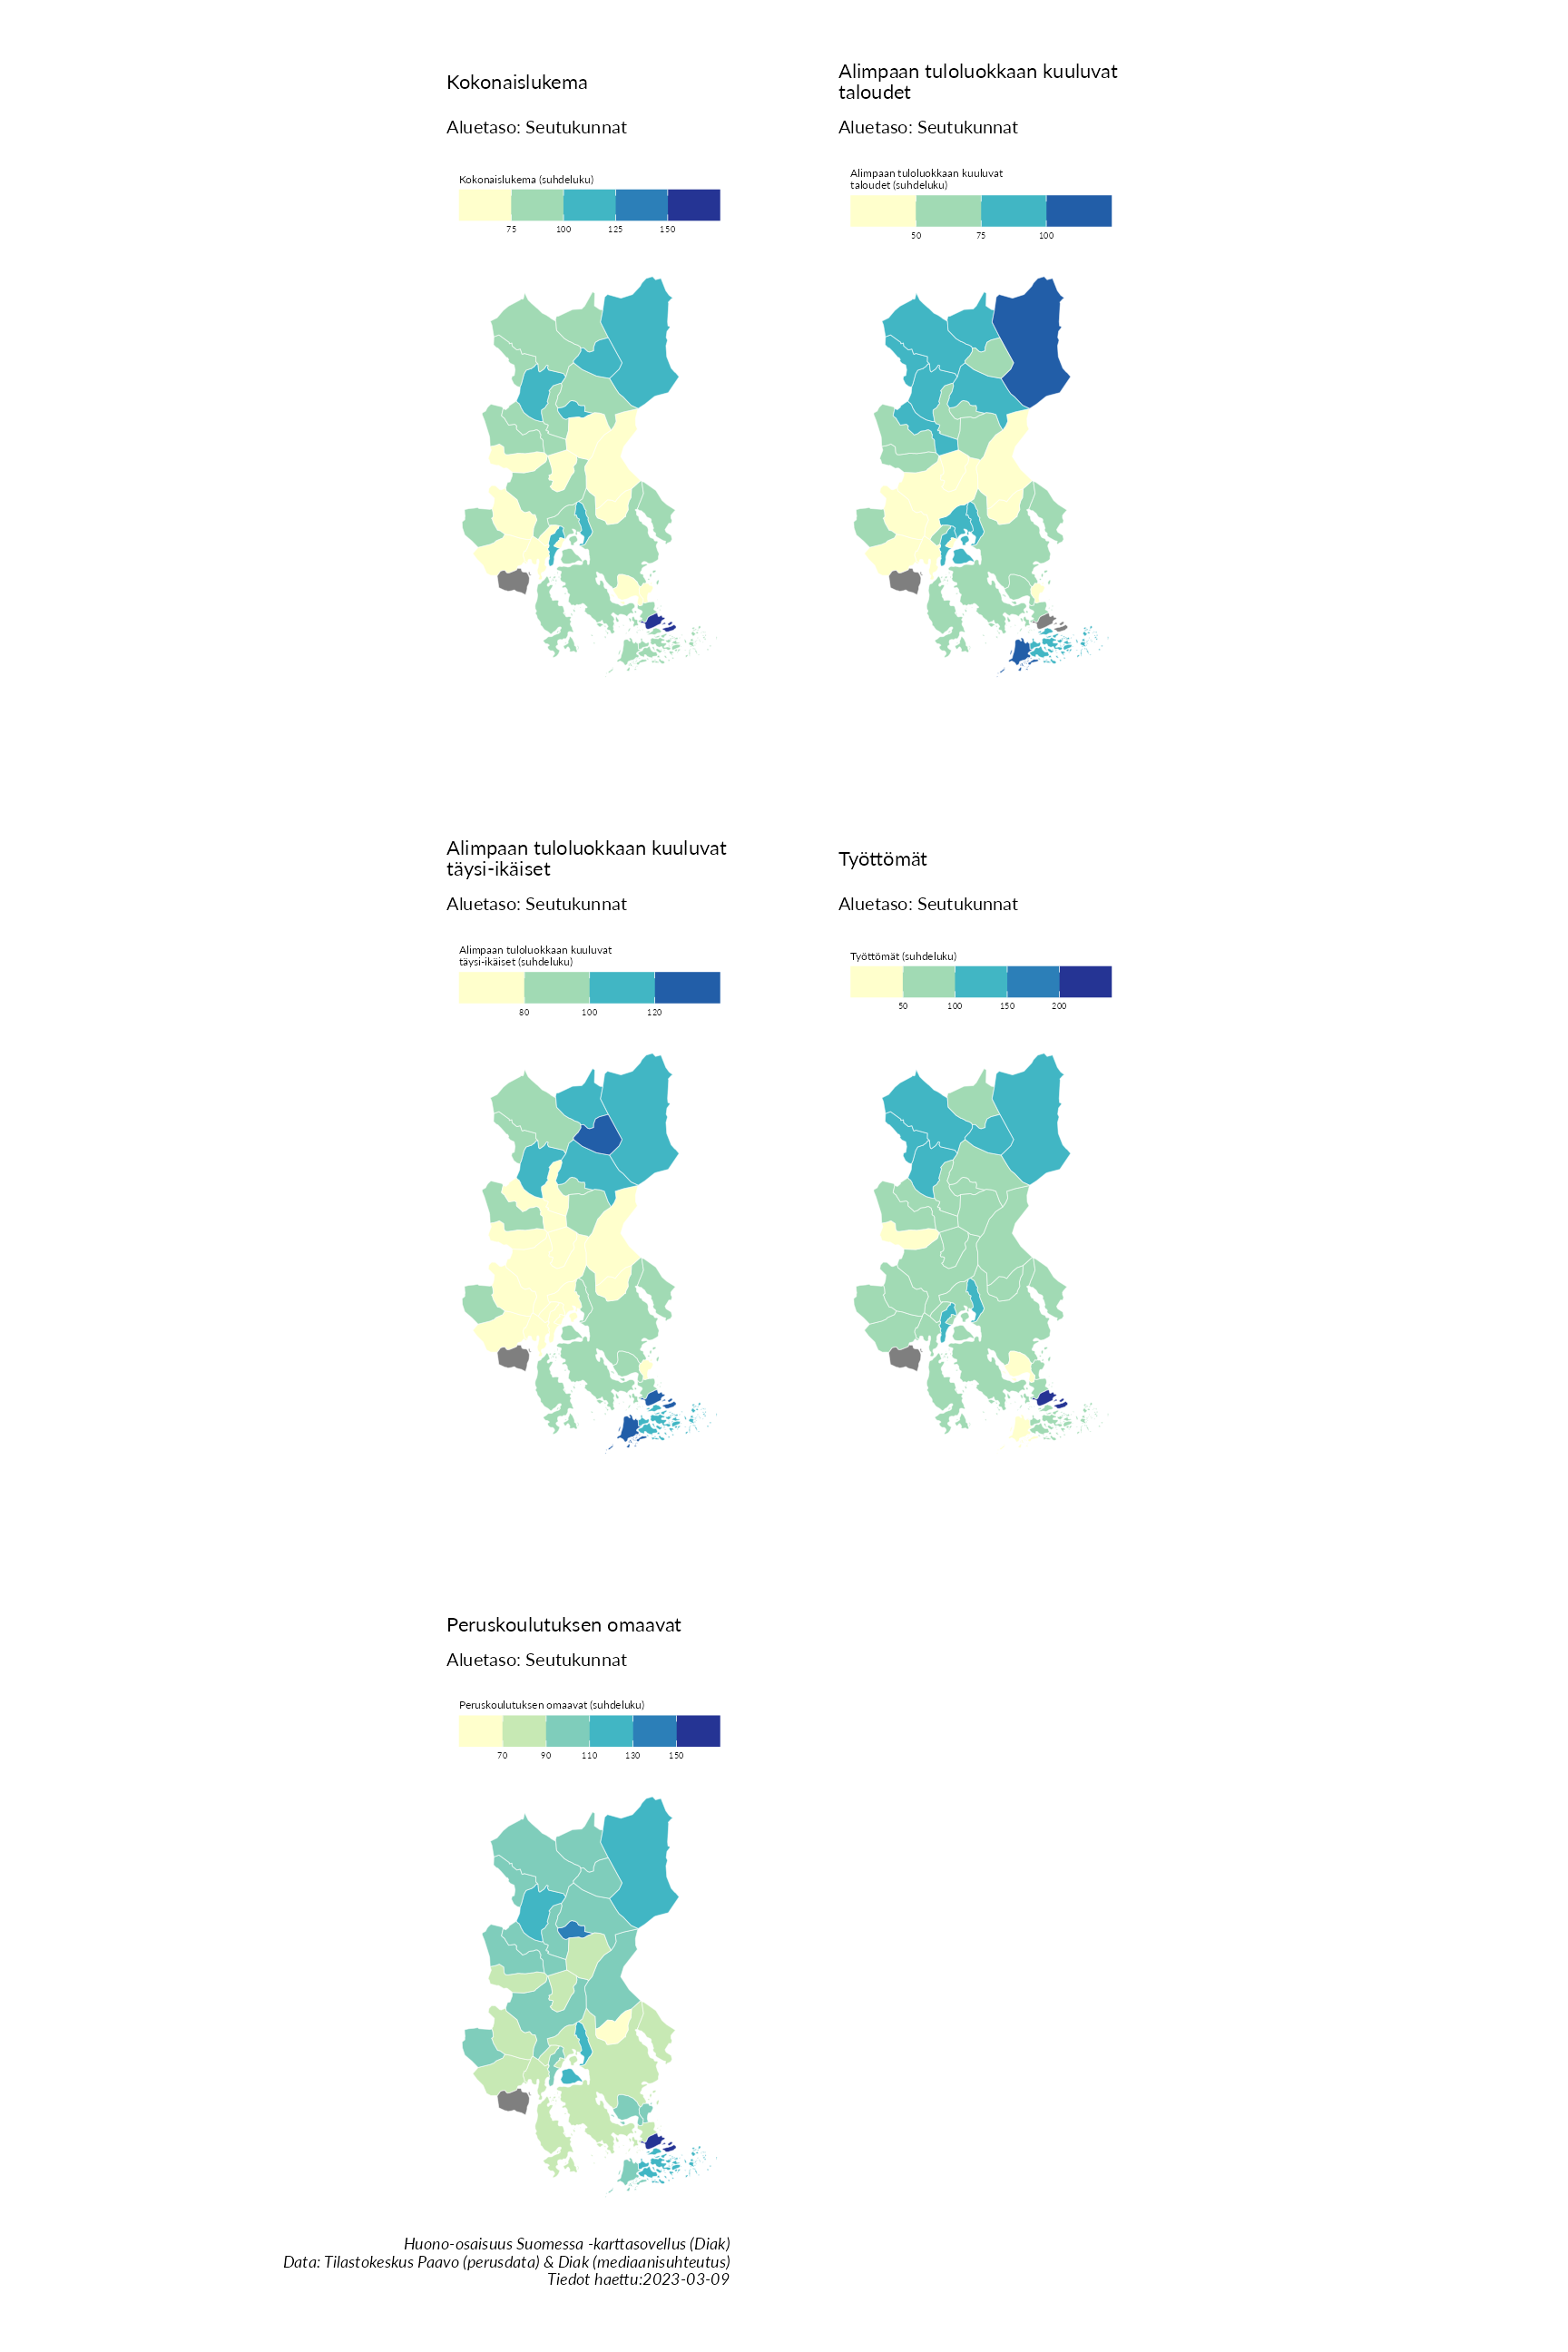 Kokonaislukema
Aluetaso: Seutukunnat
Kokonaislukema (suhdeluku)
75 100 125 150
Alimpaan tuloluokkaan kuuluvat
taloudet
Aluetaso: Seutukunnat
Alimpaan tuloluokkaan kuuluvat
taloudet (suhdeluku)
50 75 100
Alimpaan tuloluokkaan kuuluvat
täysi-ikäiset
Aluetaso: Seutukunnat
Alimpaan tuloluokkaan kuuluvat
täysi-ikäiset (suhdeluku)
80 100 120
Työttömät
Aluetaso: Seutukunnat
Työttömät (suhdeluku)
50 100 150 200
Peruskoulutuksen omaavat
Aluetaso: Seutukunnat
Peruskoulutuksen omaavat (suhdeluku)
70 90 110 130 150
Huono-osaisuus Suomessa -karttasovellus (Diak)
Data: Tilastokeskus Paavo (perusdata) & Diak (mediaanisuhteutus)
Tiedot haettu:2023-03-09